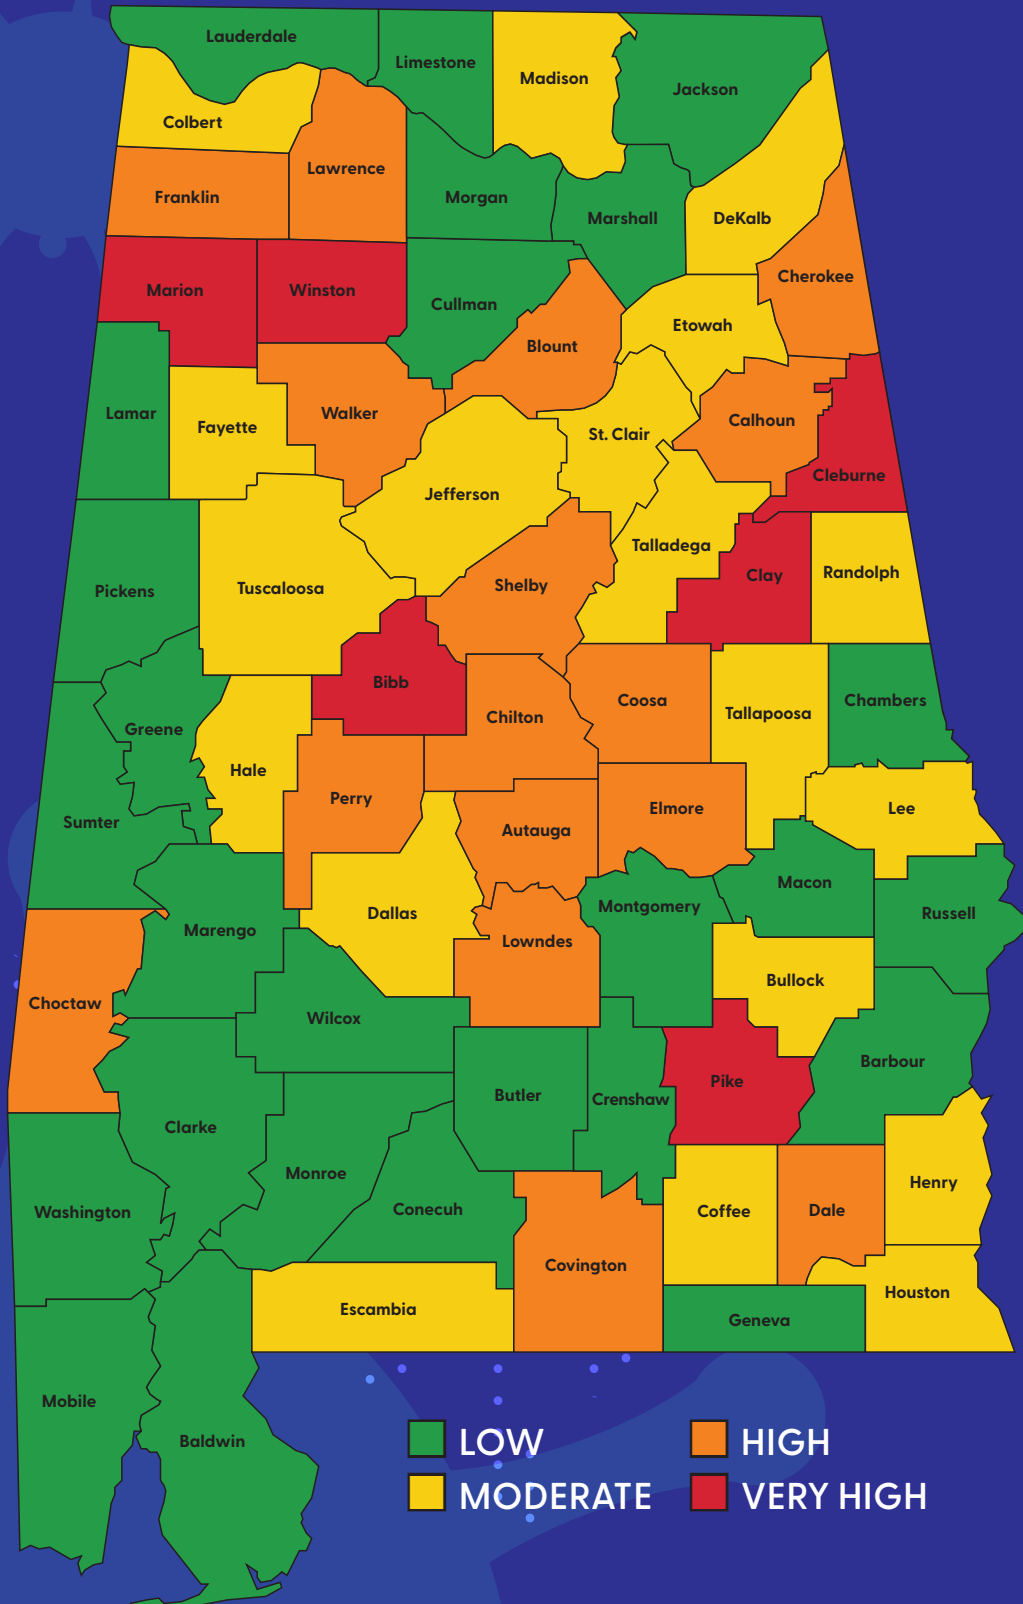 Lauderdale
Limestone
Madison
Jackson
Colbert
Lawrence
Franklin
Morgan
Marshall
DeKalb
Cherokee
Marion
Winston
Cullman
Etowah
Blount
Lamar
Fayette
Walker
St. Clair
Calhoun
Cleburne
Jefferson
Talladega
Clay
Randolph
Pickens
Tuscaloosa
Shelby
Bibb
Coosa
Chilton
Tallapoosa
Chambers
Greene
Hale
Perry
Autauga
Elmore
Lee
Sumter
Macon
Dallas
Montgomery
Russell
Marengo
Lowndes
Bullock
Choctaw
Wilcox
Barbour
Butler
Crenshaw
Pike
Clarke
Monroe
Henry
Washington
Conecuh
Coffee
Dale
Covington
Houston
Escambia
Geneva
Mobile
Baldwin
LOW
HIGH
MODERATE
VERY HIGH